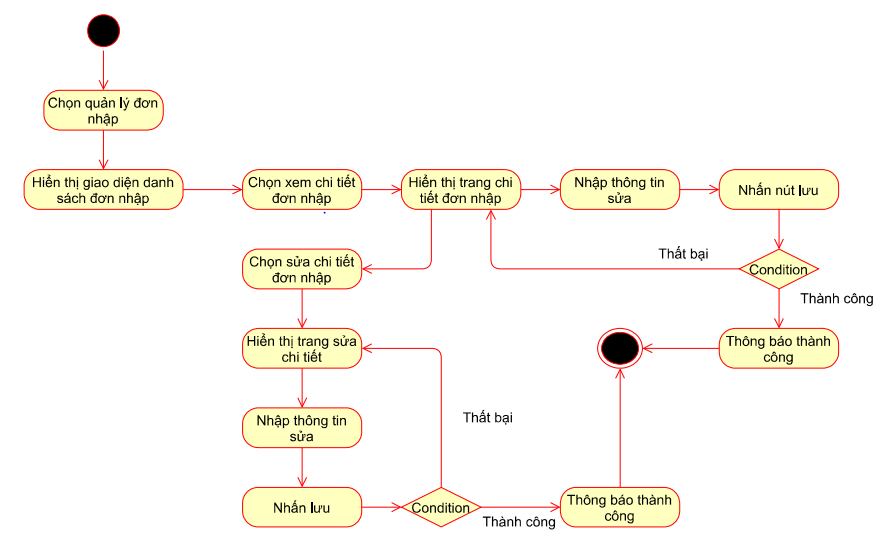 Chọn quản lý đơn
nhập
Hiển thị giao diện danh
sách đơn nhập
Chọn xem chi tiết
đơn nhập
Hiển thị trang chi
tiết đơn nhập
Nhập thông tin
sửa
Nhấn nút lưu
Thất bại
Condition
Thành công
Chọn sửa chi tiết
đơn nhập
Hiển thị trang sửa
chi tiết
Thông báo thành
công
Nhập thông tin
sửa
Thất bại
Nhấn lưu
Condition
Thành công
Thông báo thành
công